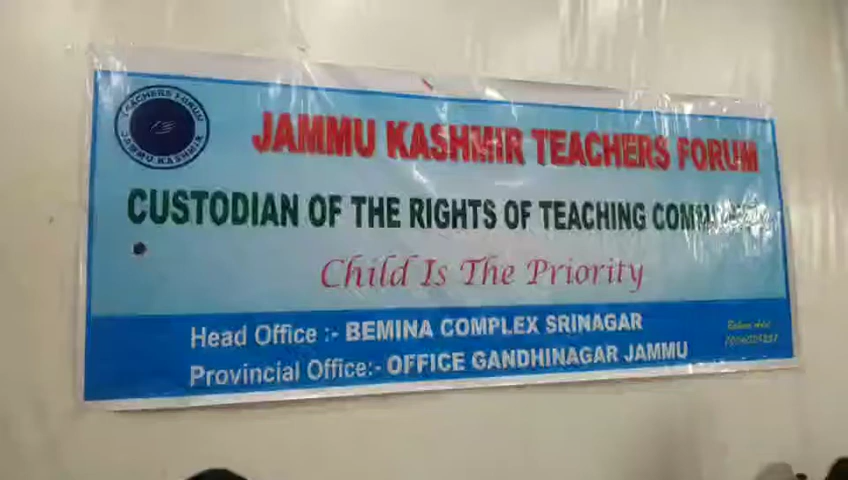 TEACHERS FORUM
JAMMU KASHMIR
JAMMU KASHMIR TEACHERS FORUM
CUSTODIAN OF THE RIGHTS OF TEACHING
Child Is The Priority
Head Office :- BEMINA COMPLEX SRINAGAR
Provincial Office:- OFFICE GANDHINAGAR JAMMU